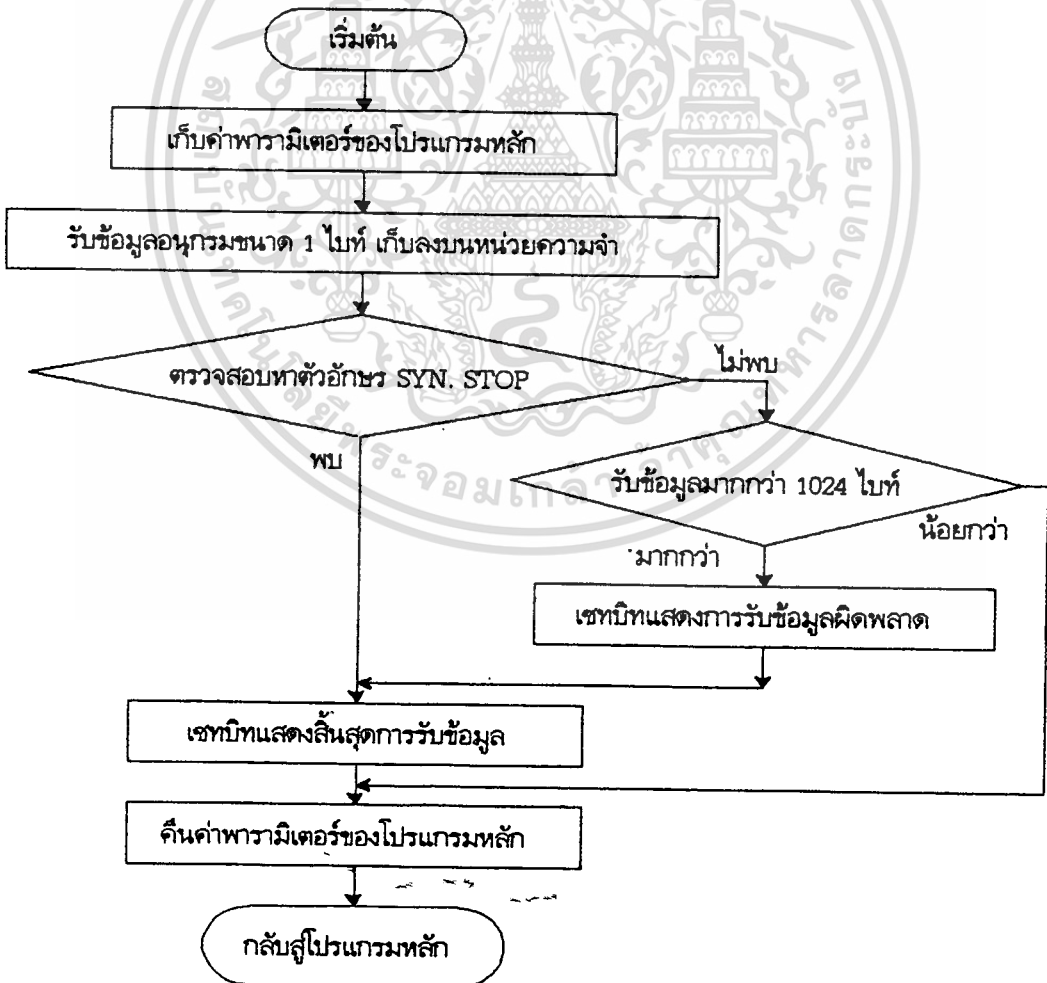 เริ่มต้น
เก็บค่าพารามิเตอร์ของโปรแกรมหลัก
รับข้อมูลอนุกรมขนาด 1 ไบท์ เก็บลงบนหน่วยความจำ
ตรวจสอบหาตัวอักษร SYN. STOP
ไม่พบ
พบ
รับข้อมูลมากกว่า 1024 ไบท์
น้อยกว่า
มากกว่า
เซทบิทแสดงการรับข้อมูลผิดพลาด
เซทบิทแสดงสิ้นสุดการรับข้อมูล
คืนค่าพารามิเตอร์ของโปรแกรมหลัก
กลับสู่โปรแกรมหลัก